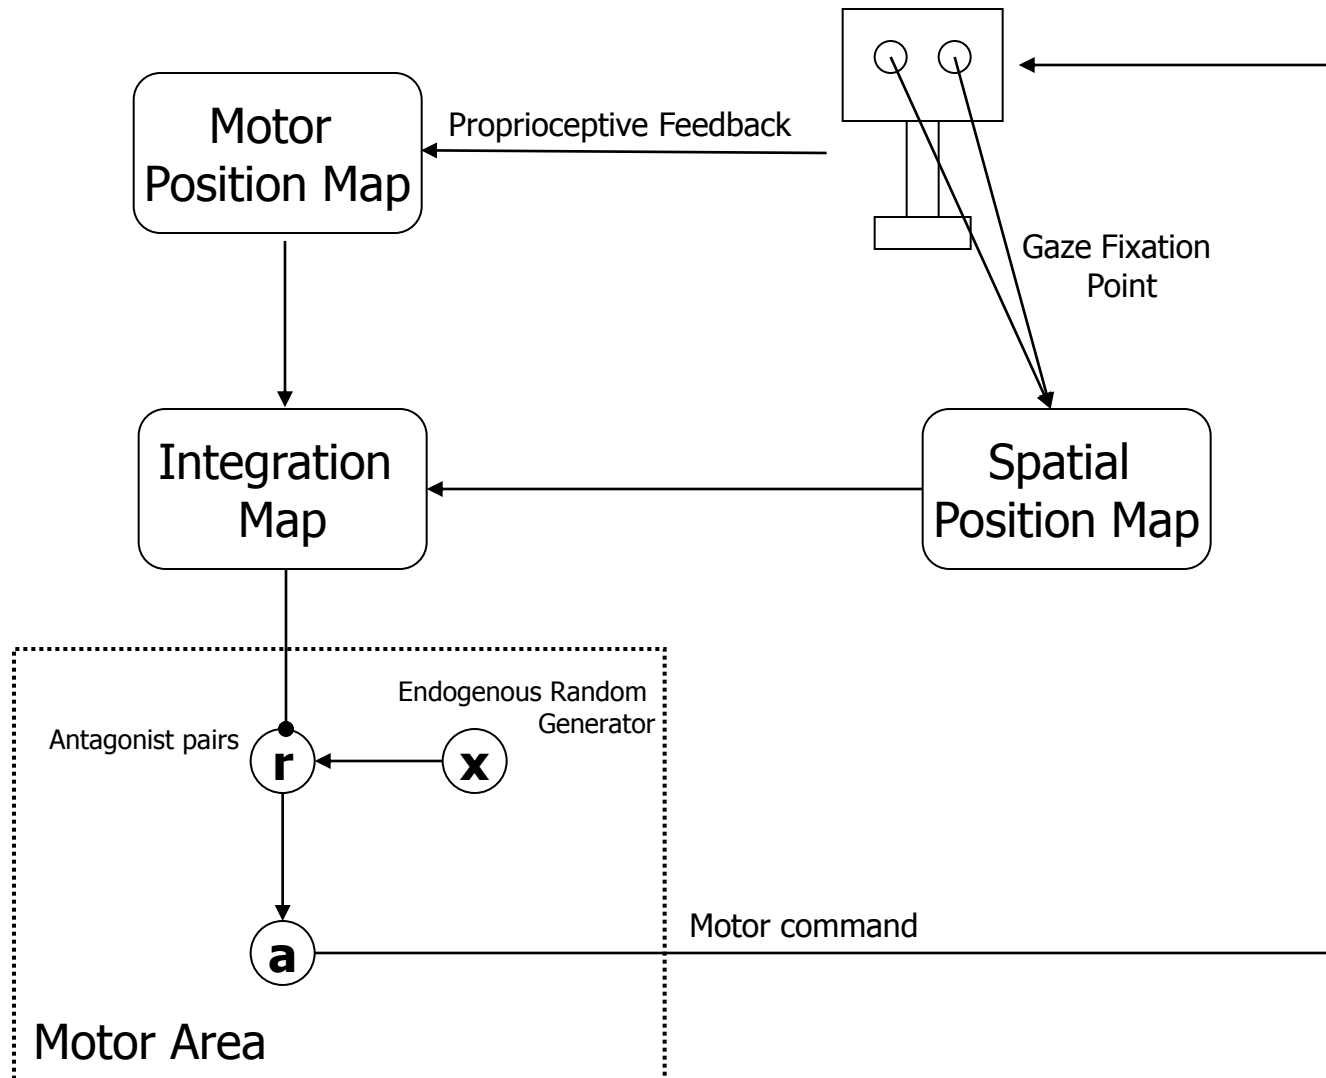 Motor
Position Map
Proprioceptive Feedback
Gaze Fixation
Point
Integration
Map
Spatial
Position Map
Endogenous Random
Generator
Antagonist pairs
r
x
a
Motor command
Motor Area